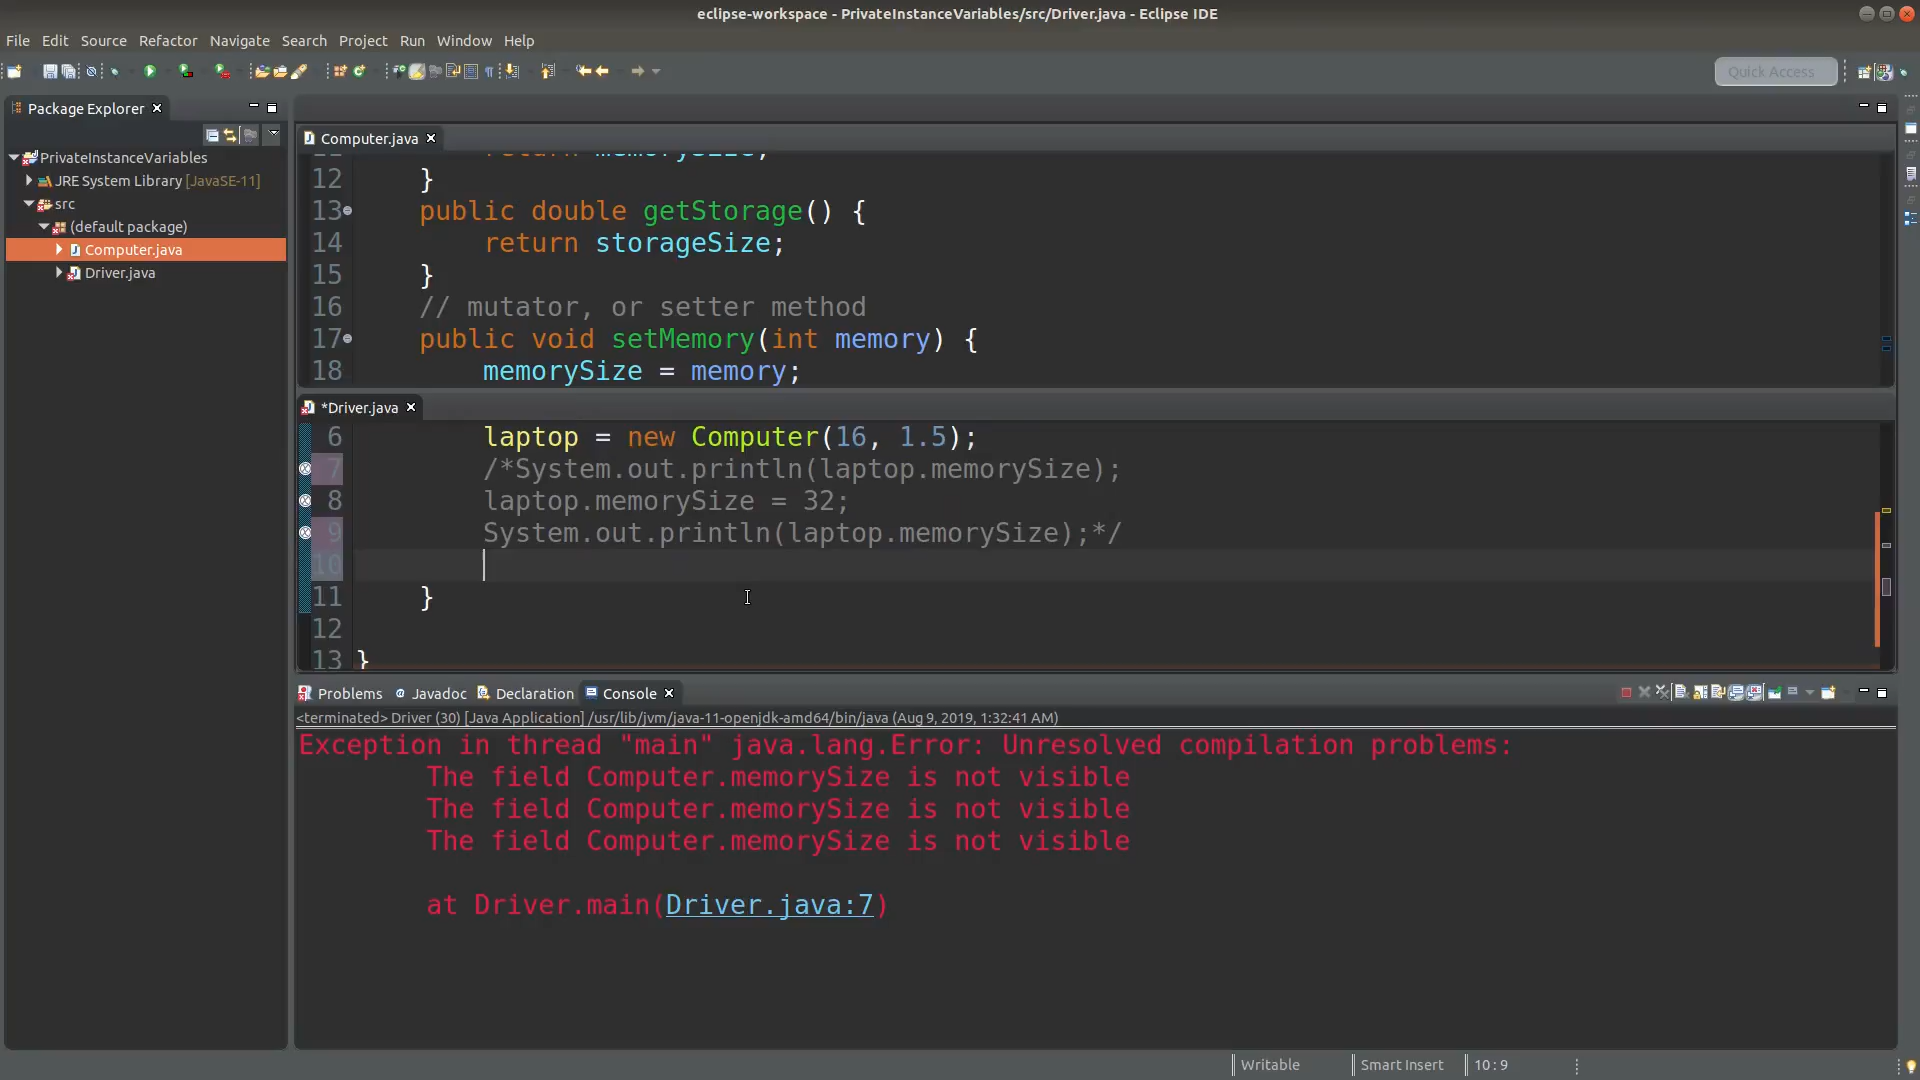 eclipse-workspace - PrivateInstanceVariables/src/Driver.java - Eclipse IDE
File Edit Source Refactor Navigate Search Project Run Window Help
Quick Access
Package Explorer
PrivateInstanceVariables
JRE System Library [JavaSE-11]
src
(default package)
Computer.java
Driver.java
Computer.java
return memorySize;
12 }
13 public double getStorage() {
14 return storageSize;
15 }
16 // mutator, or setter method
17 public void setMemory(int memory) {
18 memorySize = memory;
*Driver.java
6 laptop = new Computer(16, 1.5);
7 /*System.out.println(laptop.memorySize);
8 laptop.memorySize = 32;
9 System.out.println(laptop.memorySize);*/
10
11 }
12
13 }
Problems Javadoc Declaration Console
<terminated> Driver (30) [Java Application] /usr/lib/jvm/java-11-openjdk-amd64/bin/java (Aug 9, 2019, 1:32:41 AM)
Exception in thread "main" java.lang.Error: Unresolved compilation problems:
The field Computer.memorySize is not visible
The field Computer.memorySize is not visible
The field Computer.memorySize is not visible
at Driver.main(Driver.java:7)
Writable Smart Insert 10 : 9